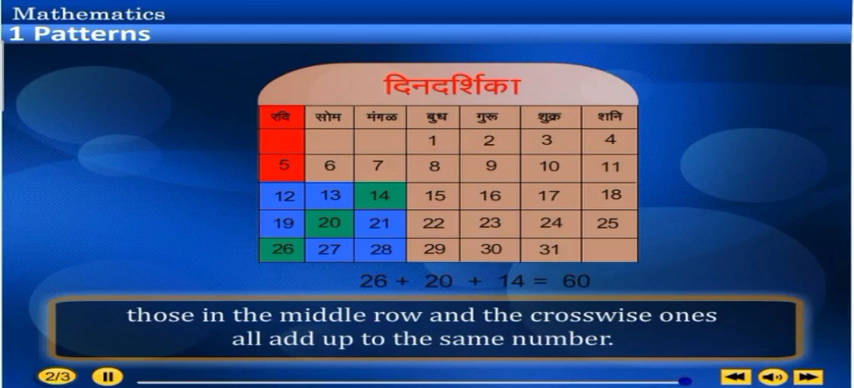 Mathematics
1 Patterns
दिनदर्शिका
रवि सोम मंगळ बुध गुरू शुक्र शनि
1 2 3 4
5 6 7 8 9 10 11
12 13 14 15 16 17 18
19 20 21 22 23 24 25
26 27 28 29 30 31
26 + 20 + 14 = 60
those in the middle row and the crosswise ones
all add up to the same number.
2/3